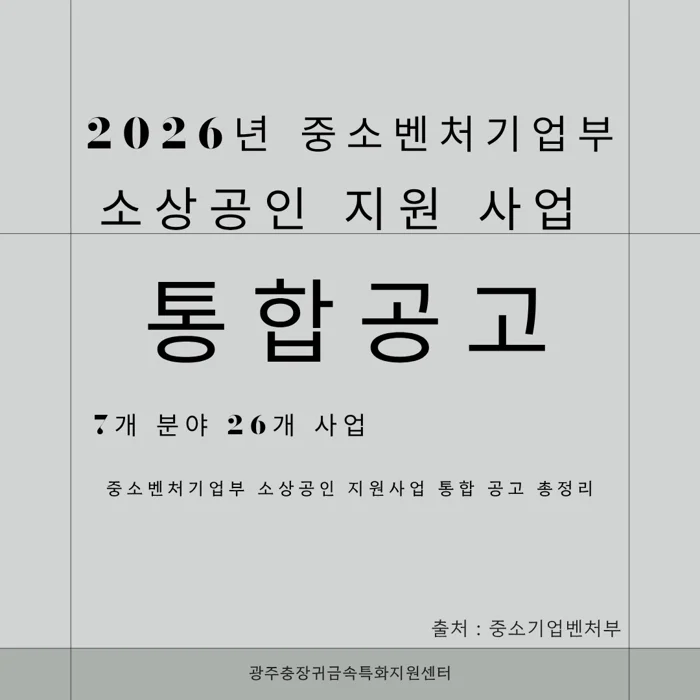 2026년 중소벤처기업부
소상공인 지원 사업
통합공고
7개 분야 26개 사업
중소벤처기업부 소상공인 지원사업 통합 공고 총정리
출처 : 중소기업벤처부
광주충장귀금속특화지원센터